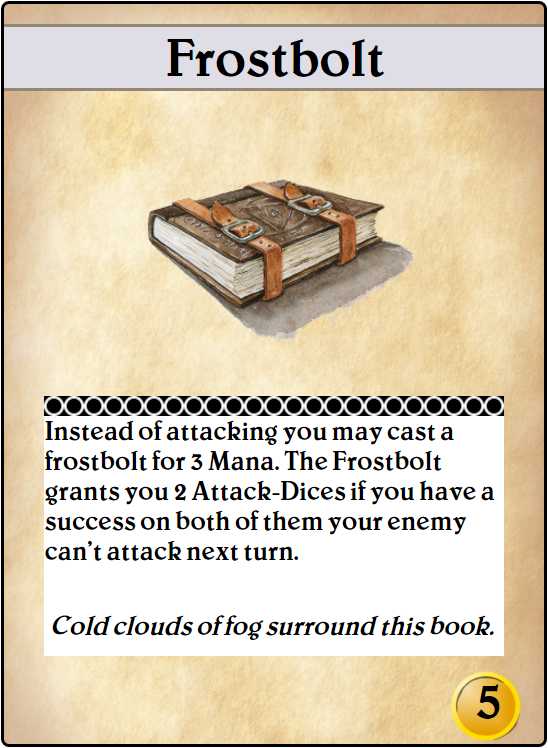 Frostbolt
Instead of attacking you may cast a
frostbolt for 3 Mana. The Frostbolt
grants you 2 Attack-Dices if you have a
success on both of them your enemy
can't attack next turn.
Cold clouds of fog surround this book.
5